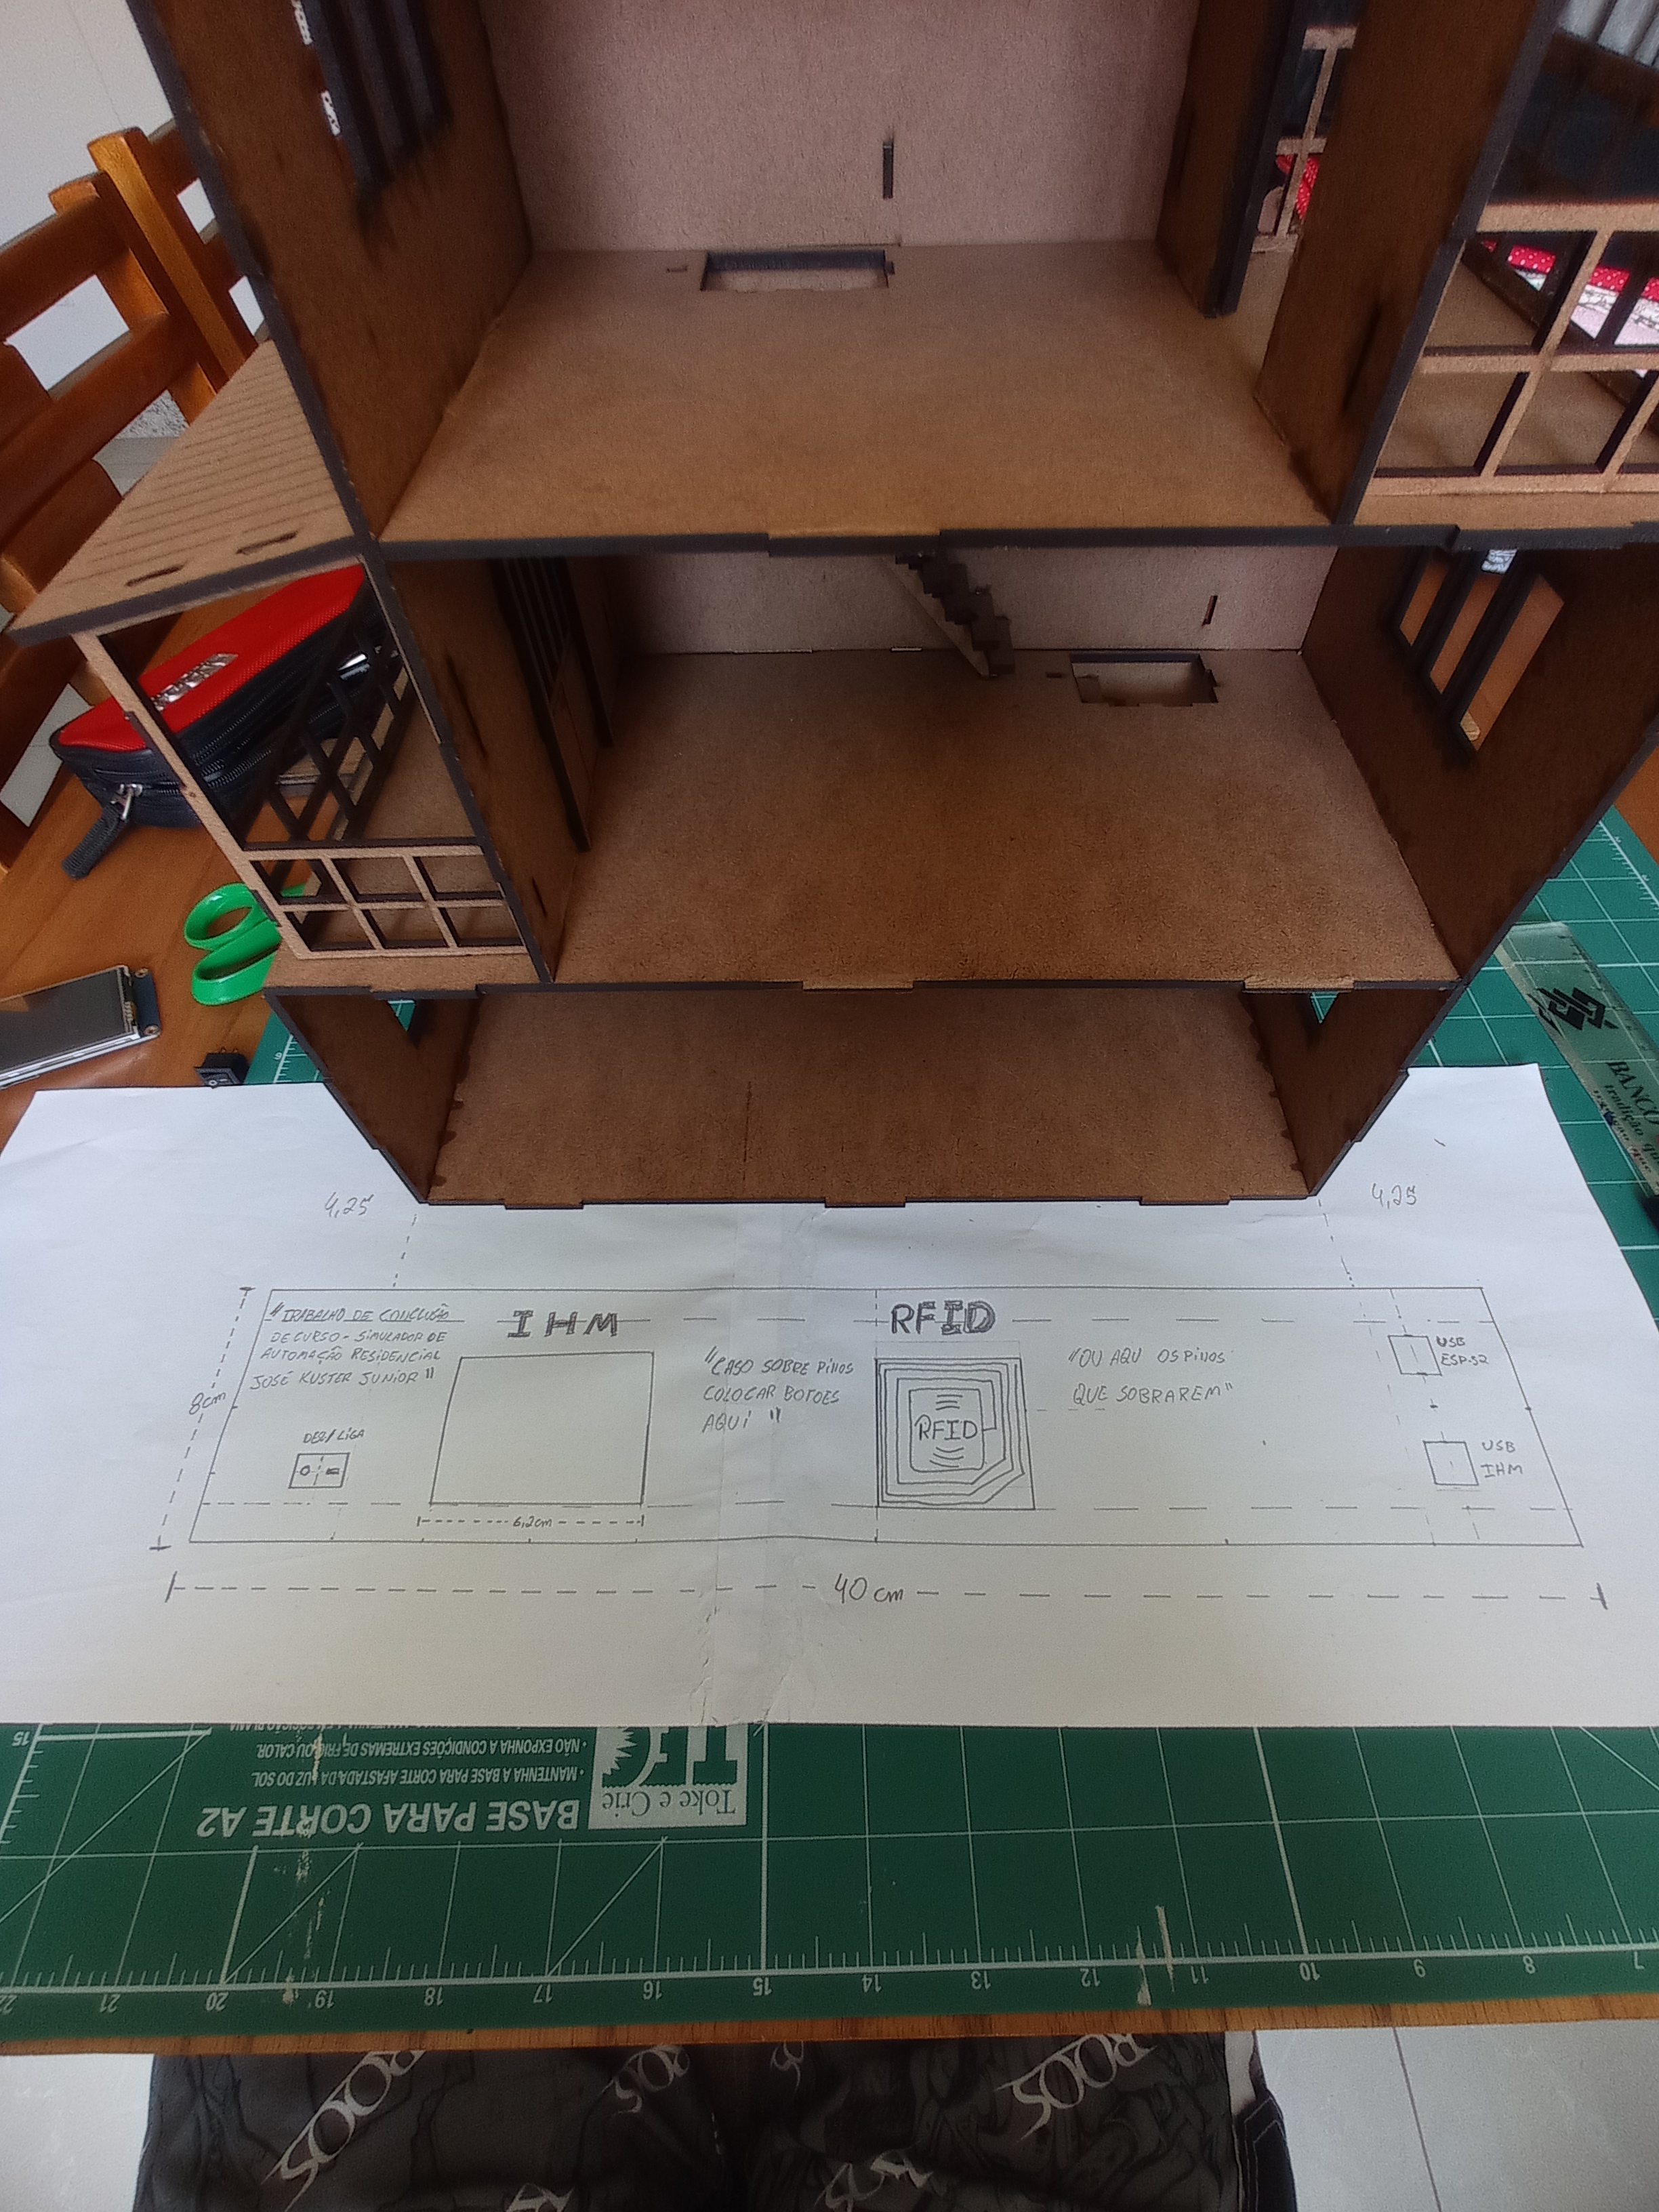 4,25
4,25
"TRABALHO DE CONCLUSÃO
DE CURSO - SIMULADOR DE
AUTOMAÇÃO RESIDENCIAL
JOSÉ KUSTER JUNIOR"
IHM
RFID
"CASO SOBRE PINOS
COLOCAR BOTOES
AQUI"
RFID
"OU AQUI OS PINOS
QUE SOBRAREM"
USB
ESP-32
USB
IHM
8cm
DESL/LIGA
6,2cm
40 cm
BANCO
BASE PARA CORTE A2
• MANTENHA A BASE PARA CORTE AFASTADA DA LUZ DO SOL
• NÃO EXPONHA A CONDIÇÕES EXTREMAS DE FRIO OU CALOR
TEC
Toke e Crie
15
22 21 20 19 18 17 16 15 14 13 12 11 10 9 8 7
ROOS